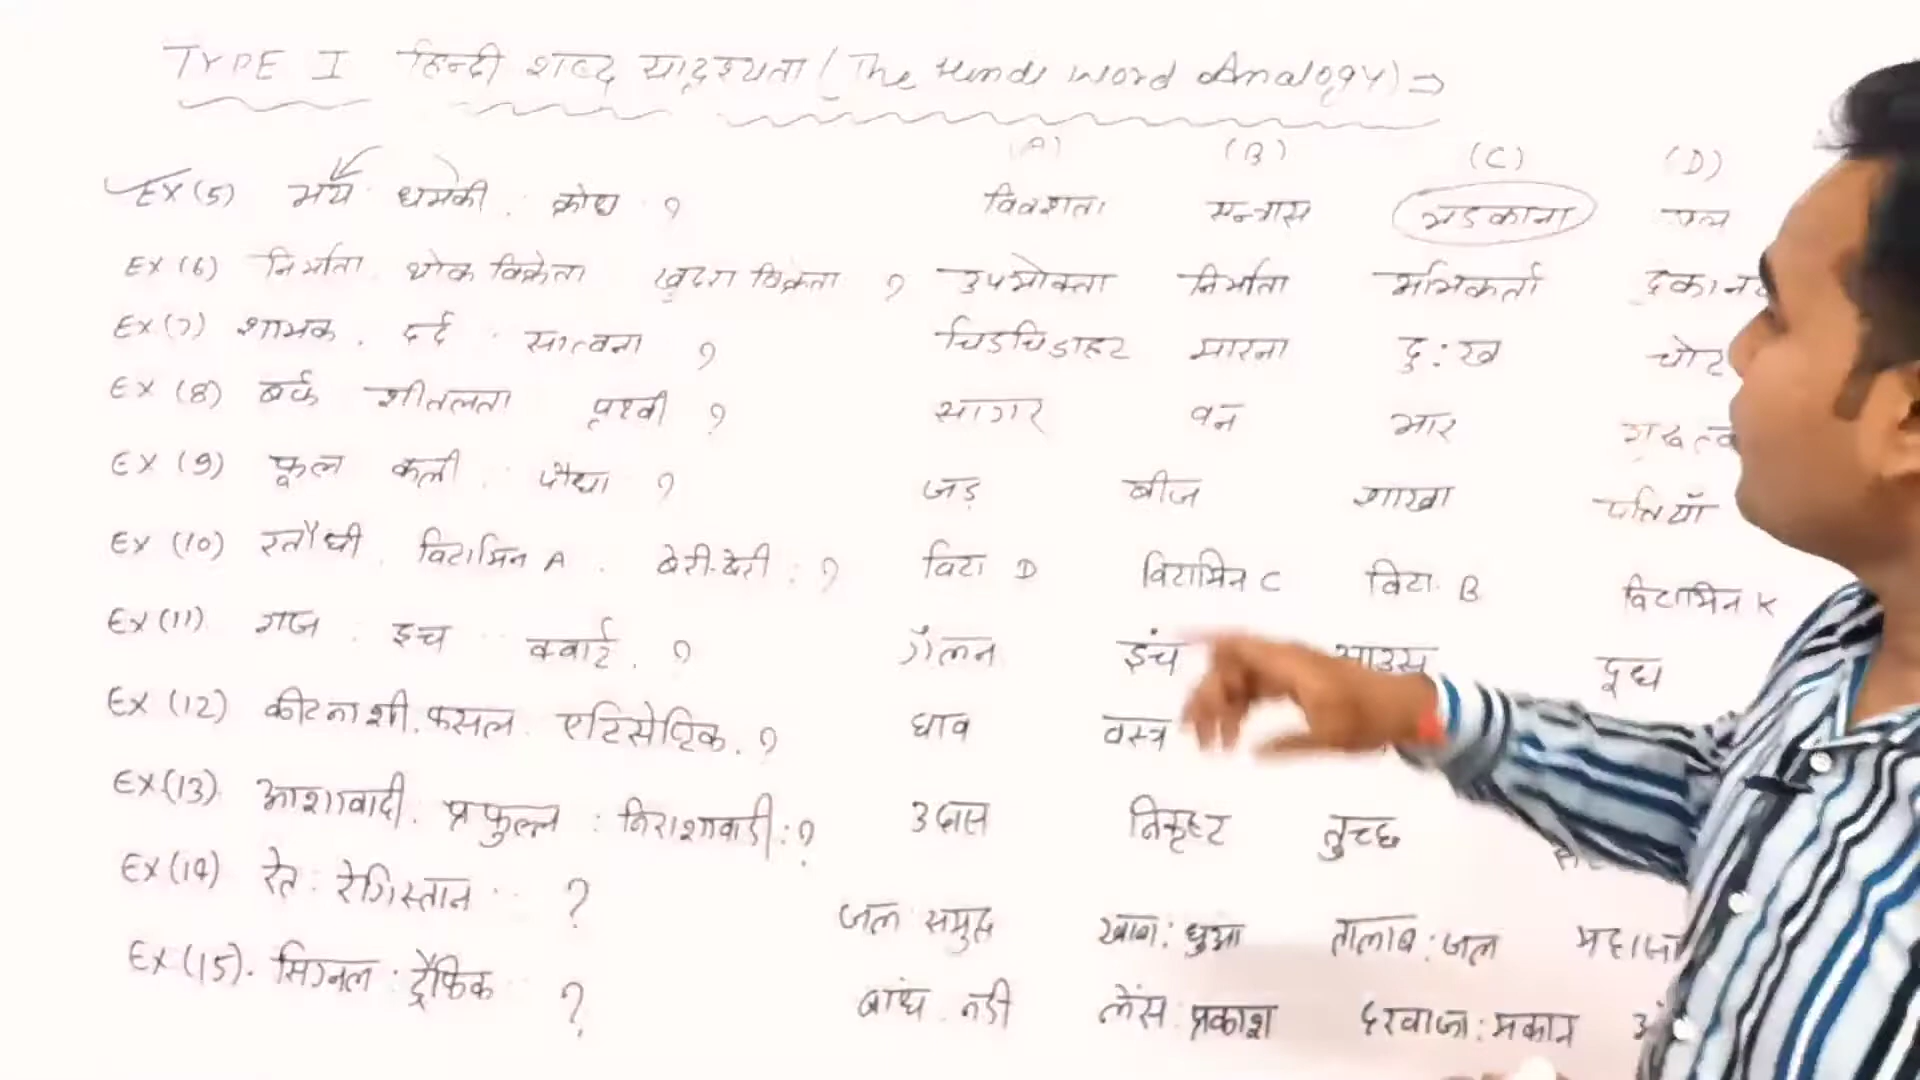 TYPE I हिन्दी शब्द सादृश्यता (The Hindi Word Analogy) ⇒
(A) (B) (C) (D)
EX (5) भय धमकी : क्रोध ? विवशता सन्त्रास भडकाना
EX (6) निर्माता थोक विक्रेता खुदरा विक्रेता ? उपभोक्ता निर्माता अभिकर्ता
EX (7) शामक . दर्द : सात्वना ? चिडचिडाहट मारना दु:ख चोट
EX (8) बर्फ शीतलता पृथ्वी ? सागर वन भार
EX (9) फूल कली : पौधा ? जड़ बीज शाखा पत्तियाँ
EX (10) रतौंधी . विटामिन A . बेरी-बेरी : ? विटा D विटामिन C विटा. B विटामिन K
EX (11) गज : इंच क्वार्ट . ? गैलन इंच दूध
EX (12) कीटनाशी . फसल . एंटिसेप्टिक . ? घाव वस्त्र
EX (13) आशावादी . प्रफुल्ल : निराशावादी : ? उदास निकृष्ट तुच्छ
EX (14) रेत : रेगिस्तान : : ? जल समुद्र धुआ तालाब : जल
EX (15). सिग्नल : ट्रैफिक ? बांध . नदी लेंस : प्रकाश दरवाजा : मकान